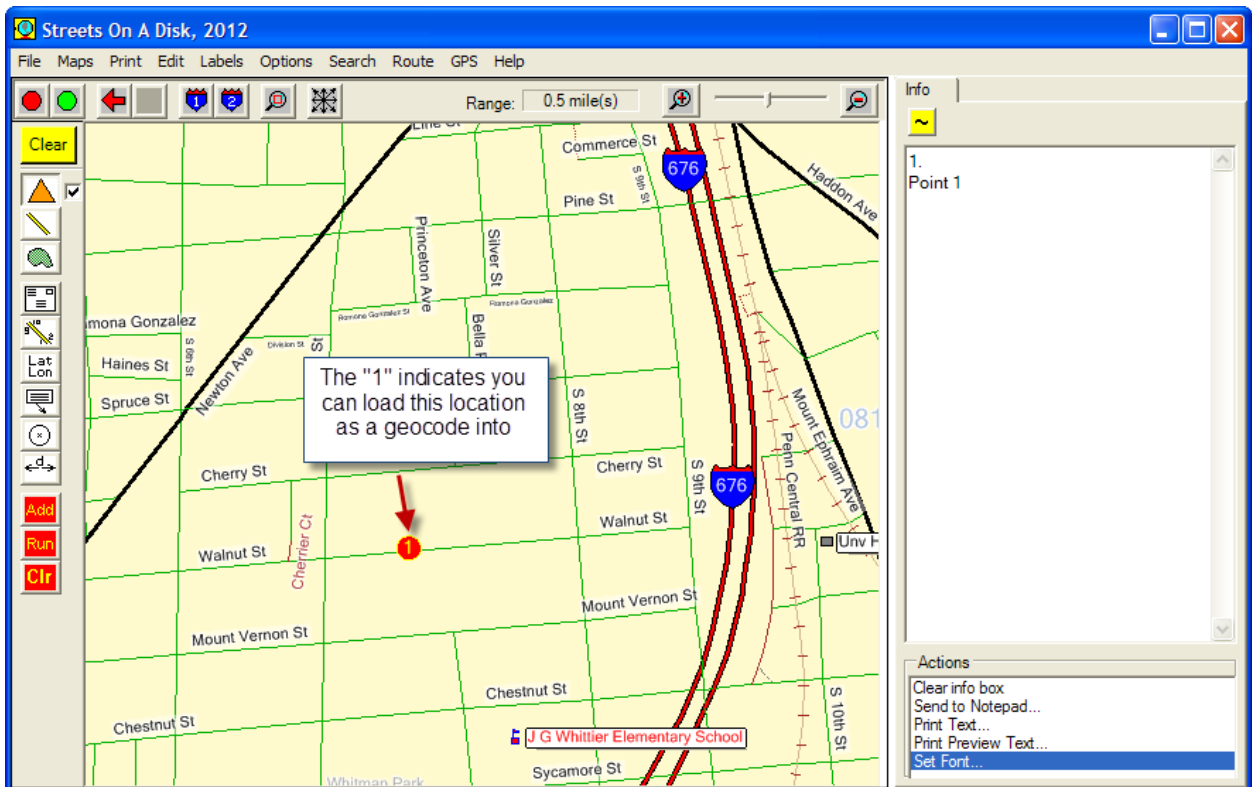 Streets On A Disk, 2012
File Maps Print Edit Labels Options Search Route GPS Help
1 2 Range: 0.5 mile(s)
Info
Clear
~
1.
Point 1
Lat
Lon
d
Add
Run
Clr
Commerce St
676
S 9th St
Haddon Ave
Pine St
Princeton Ave
Silver St
Ramona Gonzalez
Ramona Gonzalez St
mona Gonzalez
S 6th St
Division St
St
Bella
Haines St
Newton Ave
Spruce St
The "1" indicates you
can load this location
as a geocode into
S 8th St
Mount Ephraim Ave
081
Penn Central RR
Cherry St
Cherry St
S 9th St
676
Walnut St
Unv H
Walnut St
Cherrier Ct
1
Mount Vernon St
Mount Vernon St
Chestnut St
S 10th St
Chestnut St
J G Whittier Elementary School
Sycamore St
Whitman Park
Actions
Clear info box
Send to Notepad...
Print Text...
Print Preview Text...
Set Font...